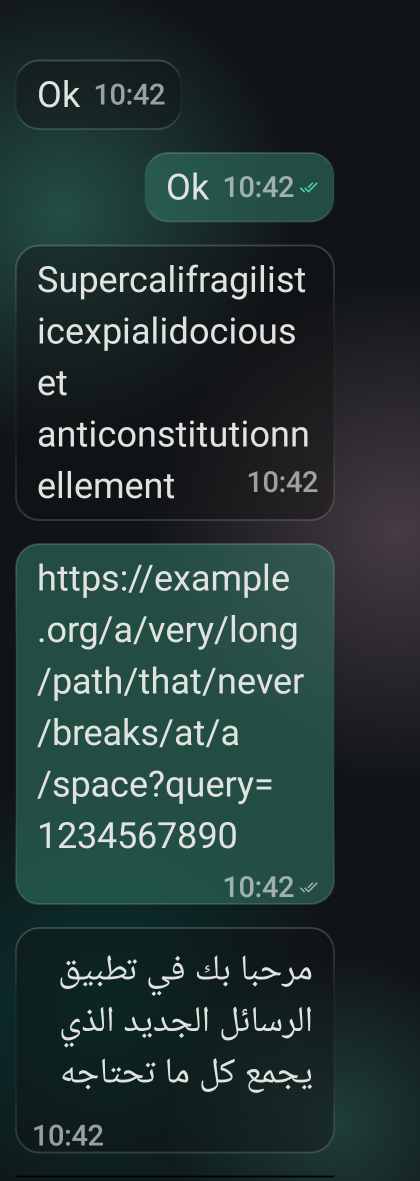 Ok 10:42
Ok 10:42
Supercalifragilist
icexpialidocious
et
anticonstitutionn
ellement 10:42
https://example
.org/a/very/long
/path/that/never
/breaks/at/a
/space?query=
1234567890
10:42
مرحبا بك في تطبيق
الرسائل الجديد الذي
يجمع كل ما تحتاجه
10:42